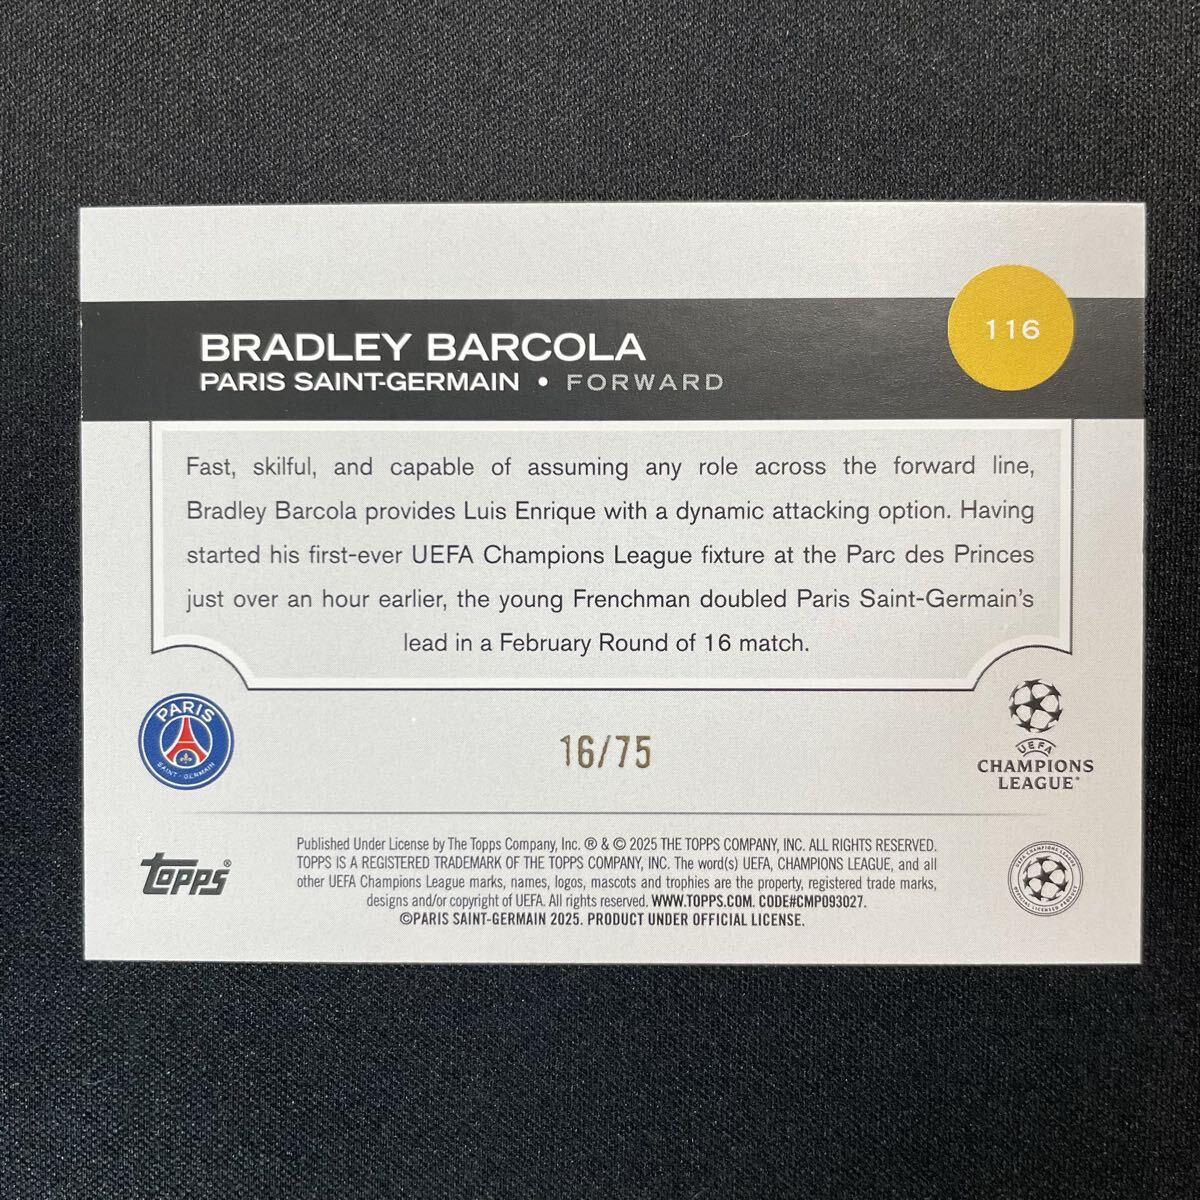 116
BRADLEY BARCOLA
PARIS SAINT-GERMAIN • FORWARD
Fast, skilful, and capable of assuming any role across the forward line,
Bradley Barcola provides Luis Enrique with a dynamic attacking option. Having
started his first-ever UEFA Champions League fixture at the Parc des Princes
just over an hour earlier, the young Frenchman doubled Paris Saint-Germain's
lead in a February Round of 16 match.
PARIS
SAINT-GERMAIN
16/75
UEFA
CHAMPIONS
LEAGUE®
Topps®
Published Under License by The Topps Company, Inc. ® & © 2025 THE TOPPS COMPANY, INC. ALL RIGHTS RESERVED.
TOPPS IS A REGISTERED TRADEMARK OF THE TOPPS COMPANY, INC. The word(s) UEFA, CHAMPIONS LEAGUE, and all
other UEFA Champions League marks, names, logos, mascots and trophies are the property, registered trade marks,
designs and/or copyright of UEFA. All rights reserved. WWW.TOPPS.COM. CODE#CMP093027.
©PARIS SAINT-GERMAIN 2025. PRODUCT UNDER OFFICIAL LICENSE.
UEFA CHAMPIONS LEAGUE
OFFICIAL LICENSED PRODUCT